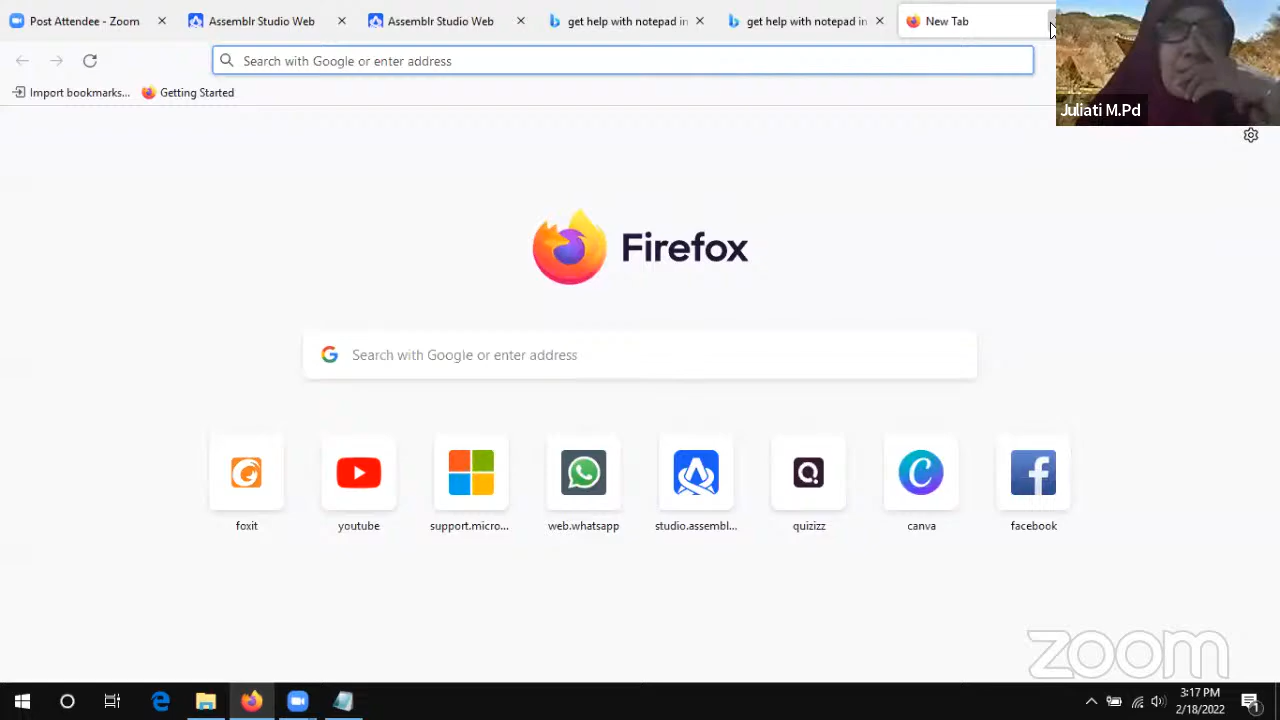 Post Attendee - Zoom
Assemblr Studio Web
Assemblr Studio Web
get help with notepad in
get help with notepad in
New Tab
Search with Google or enter address
Import bookmarks...
Getting Started
Juliati M.Pd
Firefox
Search with Google or enter address
foxit
youtube
support.micro...
web.whatsapp
studio.assembl...
quizizz
canva
facebook
zoom
3:17 PM
2/18/2022
1